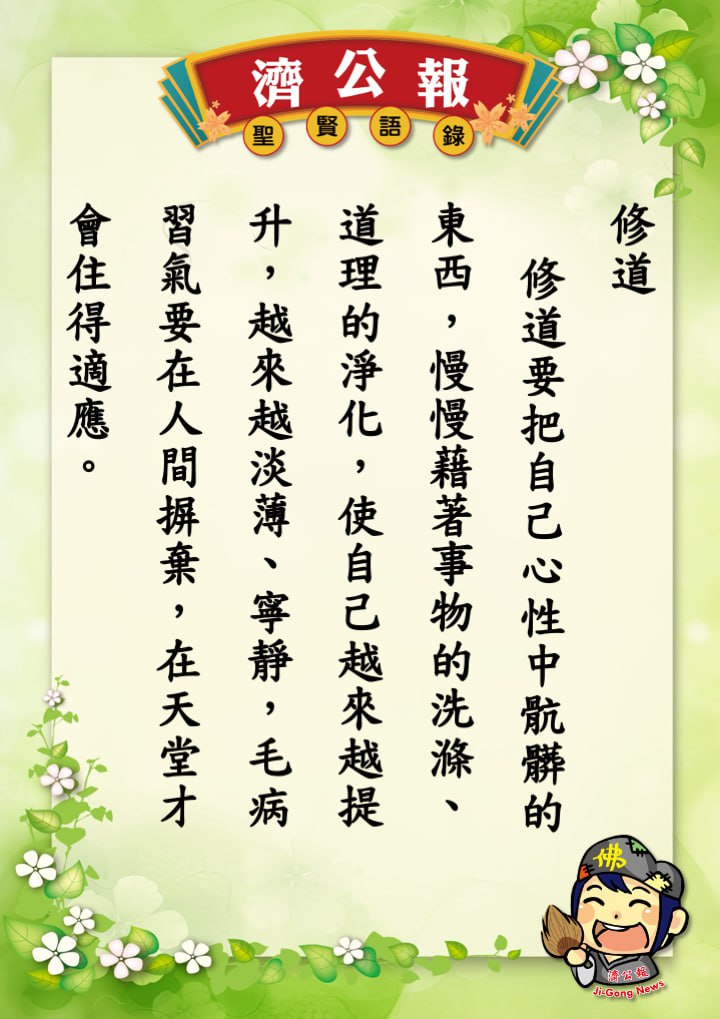 濟公報
聖賢語錄
修道
修道要把自己心性中骯髒的
東西，慢慢藉著事物的洗滌、
道理的淨化，使自己越來越提
升，越來越淡薄、寧靜，毛病
習氣要在人間摒棄，在天堂才
會住得適應。
佛
濟公報
Ji-Gong News